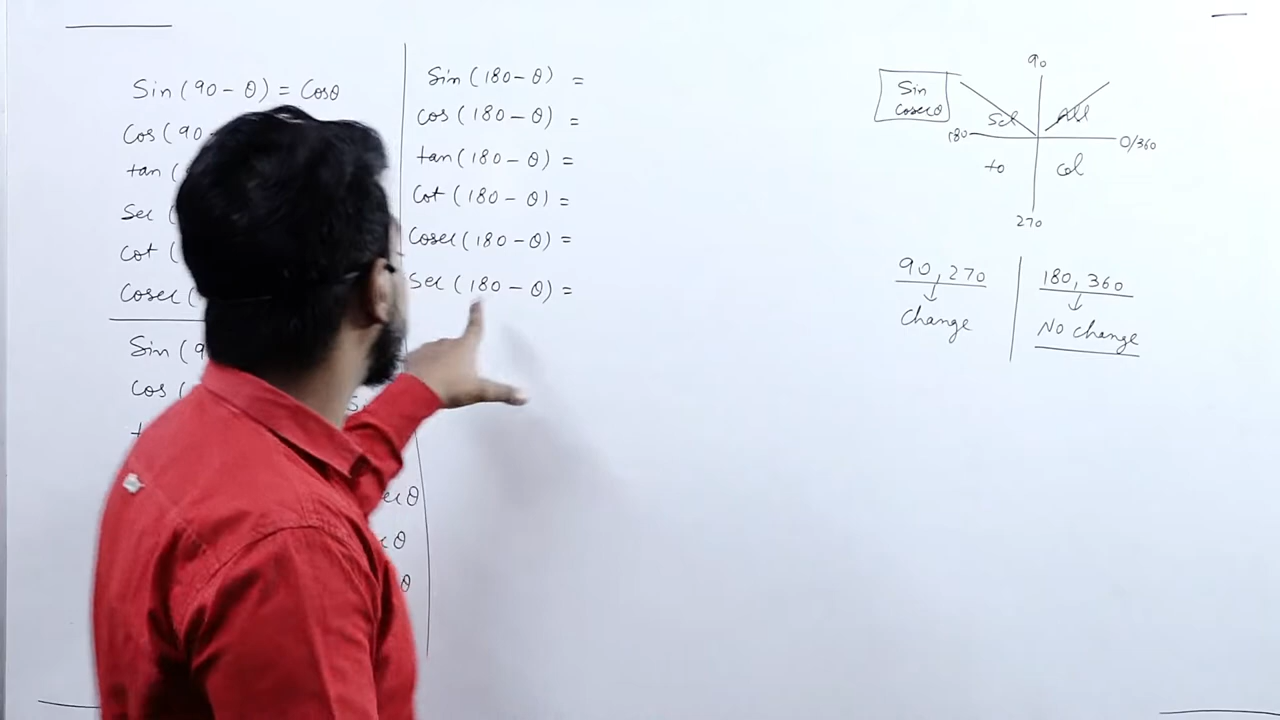 Sin (90 - θ) = Cosθ
Cos (90 -
tan (
Sec (
Cot (
Cosec (
Sin (9
Cos (
Sin
θ
θ
θ
Sin (180 - θ) =
Cos (180 - θ) =
tan (180 - θ) =
Cot (180 - θ) =
Cosec (180 - θ) =
Sec (180 - θ) =
90
Sin
Cosecθ
All
180
0/360
to
270
90, 270
Change
180, 360
No change